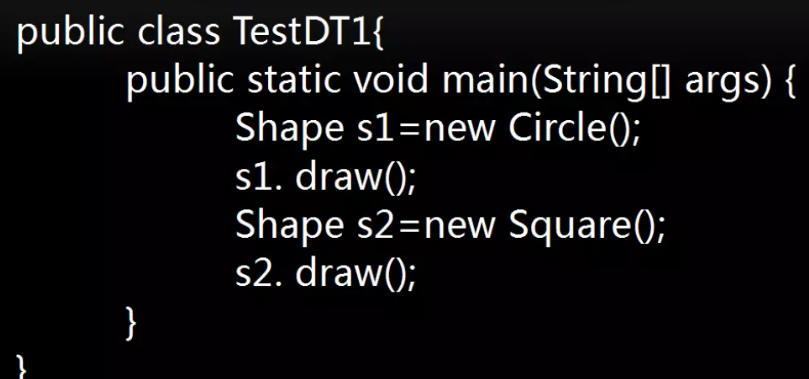 public class TestDT1{
public static void main(String[] args) {
Shape s1=new Circle();
s1. draw();
Shape s2=new Square();
s2. draw();
}
}